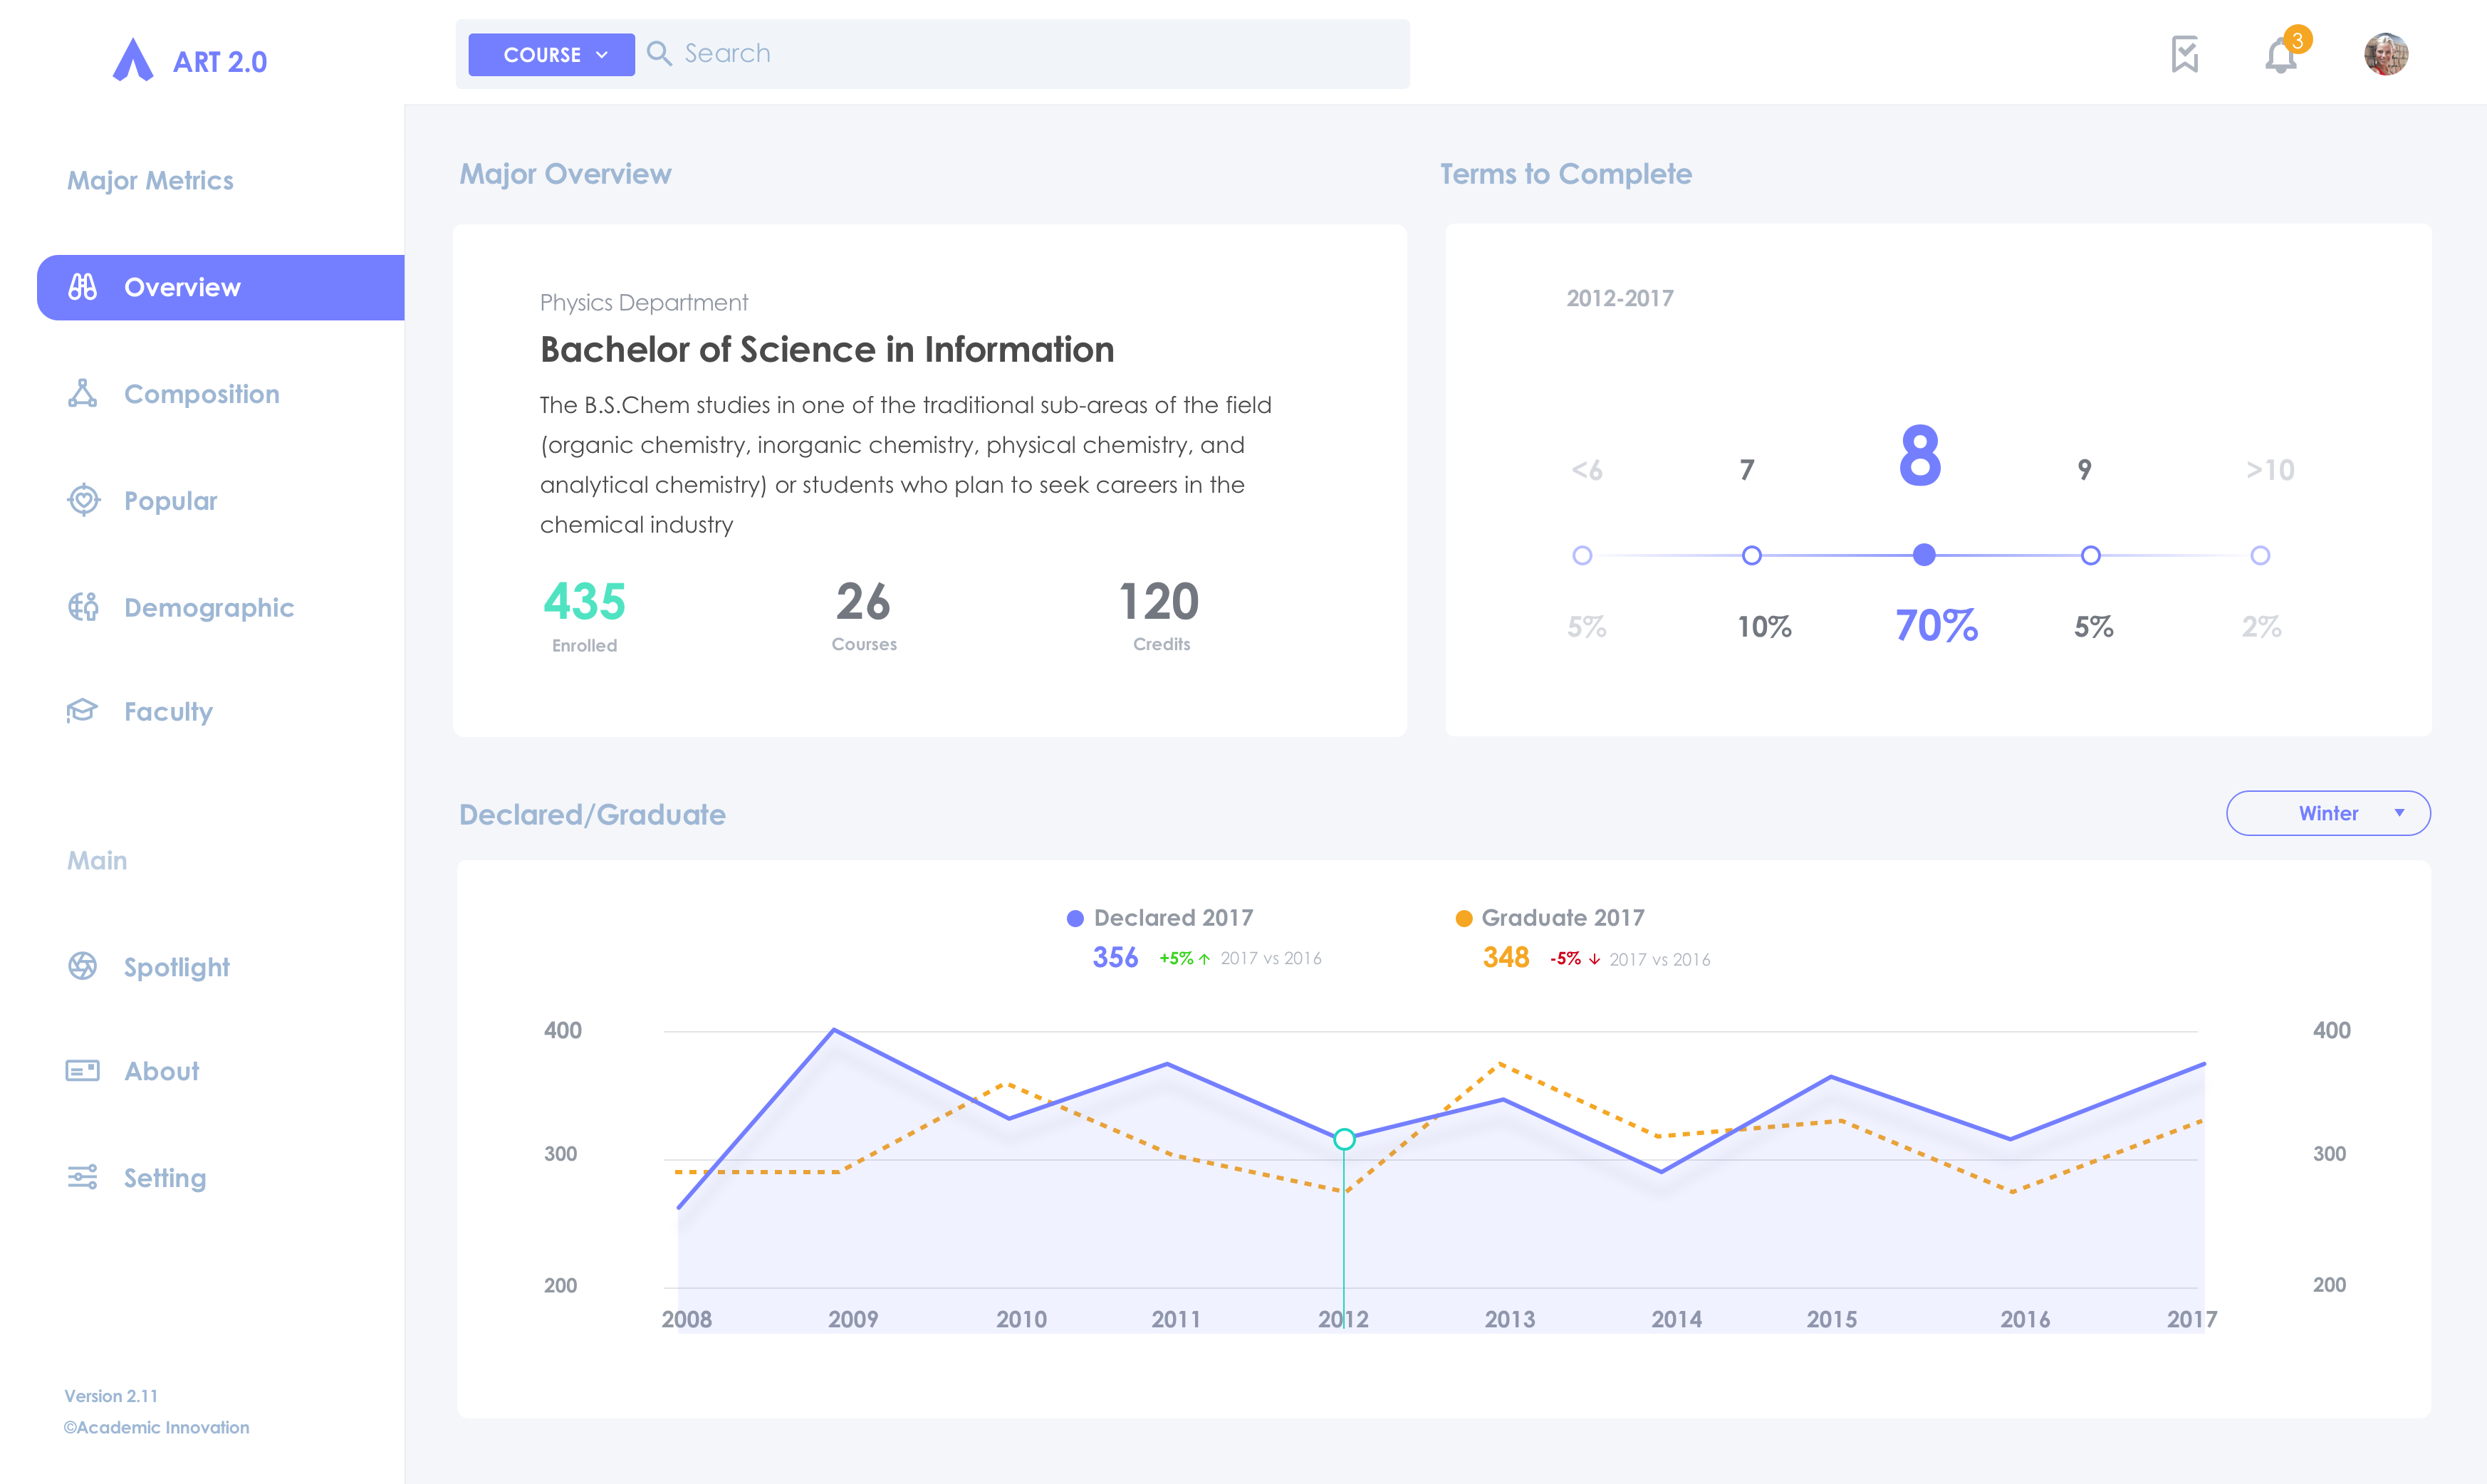 ART 2.0
COURSE
Search
3
Major Metrics
Overview
Composition
Popular
Demographic
Faculty
Main
Spotlight
About
Setting
Version 2.11
©Academic Innovation
Major Overview
Physics Department
Bachelor of Science in Information
The B.S.Chem studies in one of the traditional sub-areas of the field
(organic chemistry, inorganic chemistry, physical chemistry, and
analytical chemistry) or students who plan to seek careers in the
chemical industry
435 26 120
Enrolled Courses Credits
Terms to Complete
2012-2017
<6 7 8 9 >10
5% 10% 70% 5% 2%
Declared/Graduate
Winter
Declared 2017
356 +5% 2017 vs 2016
Graduate 2017
348 -5% 2017 vs 2016
400 400
300 300
200 200
2008 2009 2010 2011 2012 2013 2014 2015 2016 2017